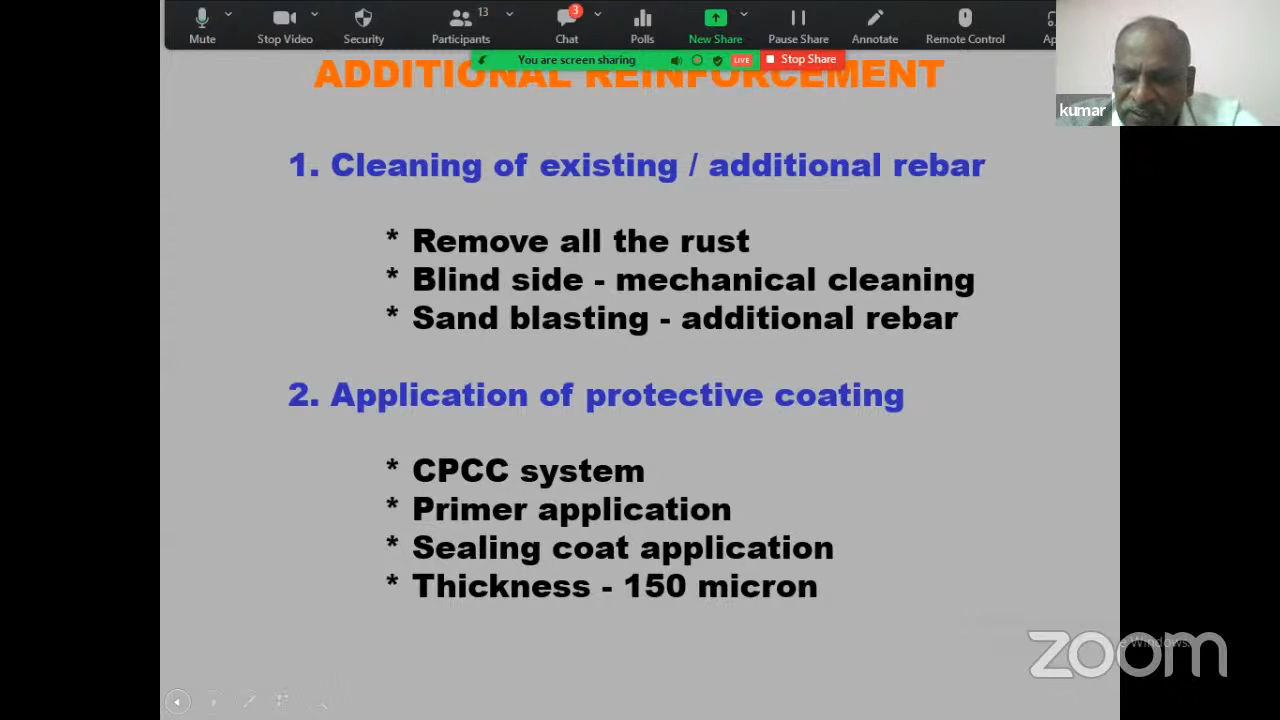 Mute
Stop Video
Security
13
Participants
3
Chat
Polls
New Share
Pause Share
Annotate
Remote Control
You are screen sharing
LIVE
Stop Share
kumar
ADDITIONAL REINFORCEMENT
1. Cleaning of existing / additional rebar
* Remove all the rust
* Blind side - mechanical cleaning
* Sand blasting - additional rebar
2. Application of protective coating
* CPCC system
* Primer application
* Sealing coat application
* Thickness - 150 micron
zoom
Windows.